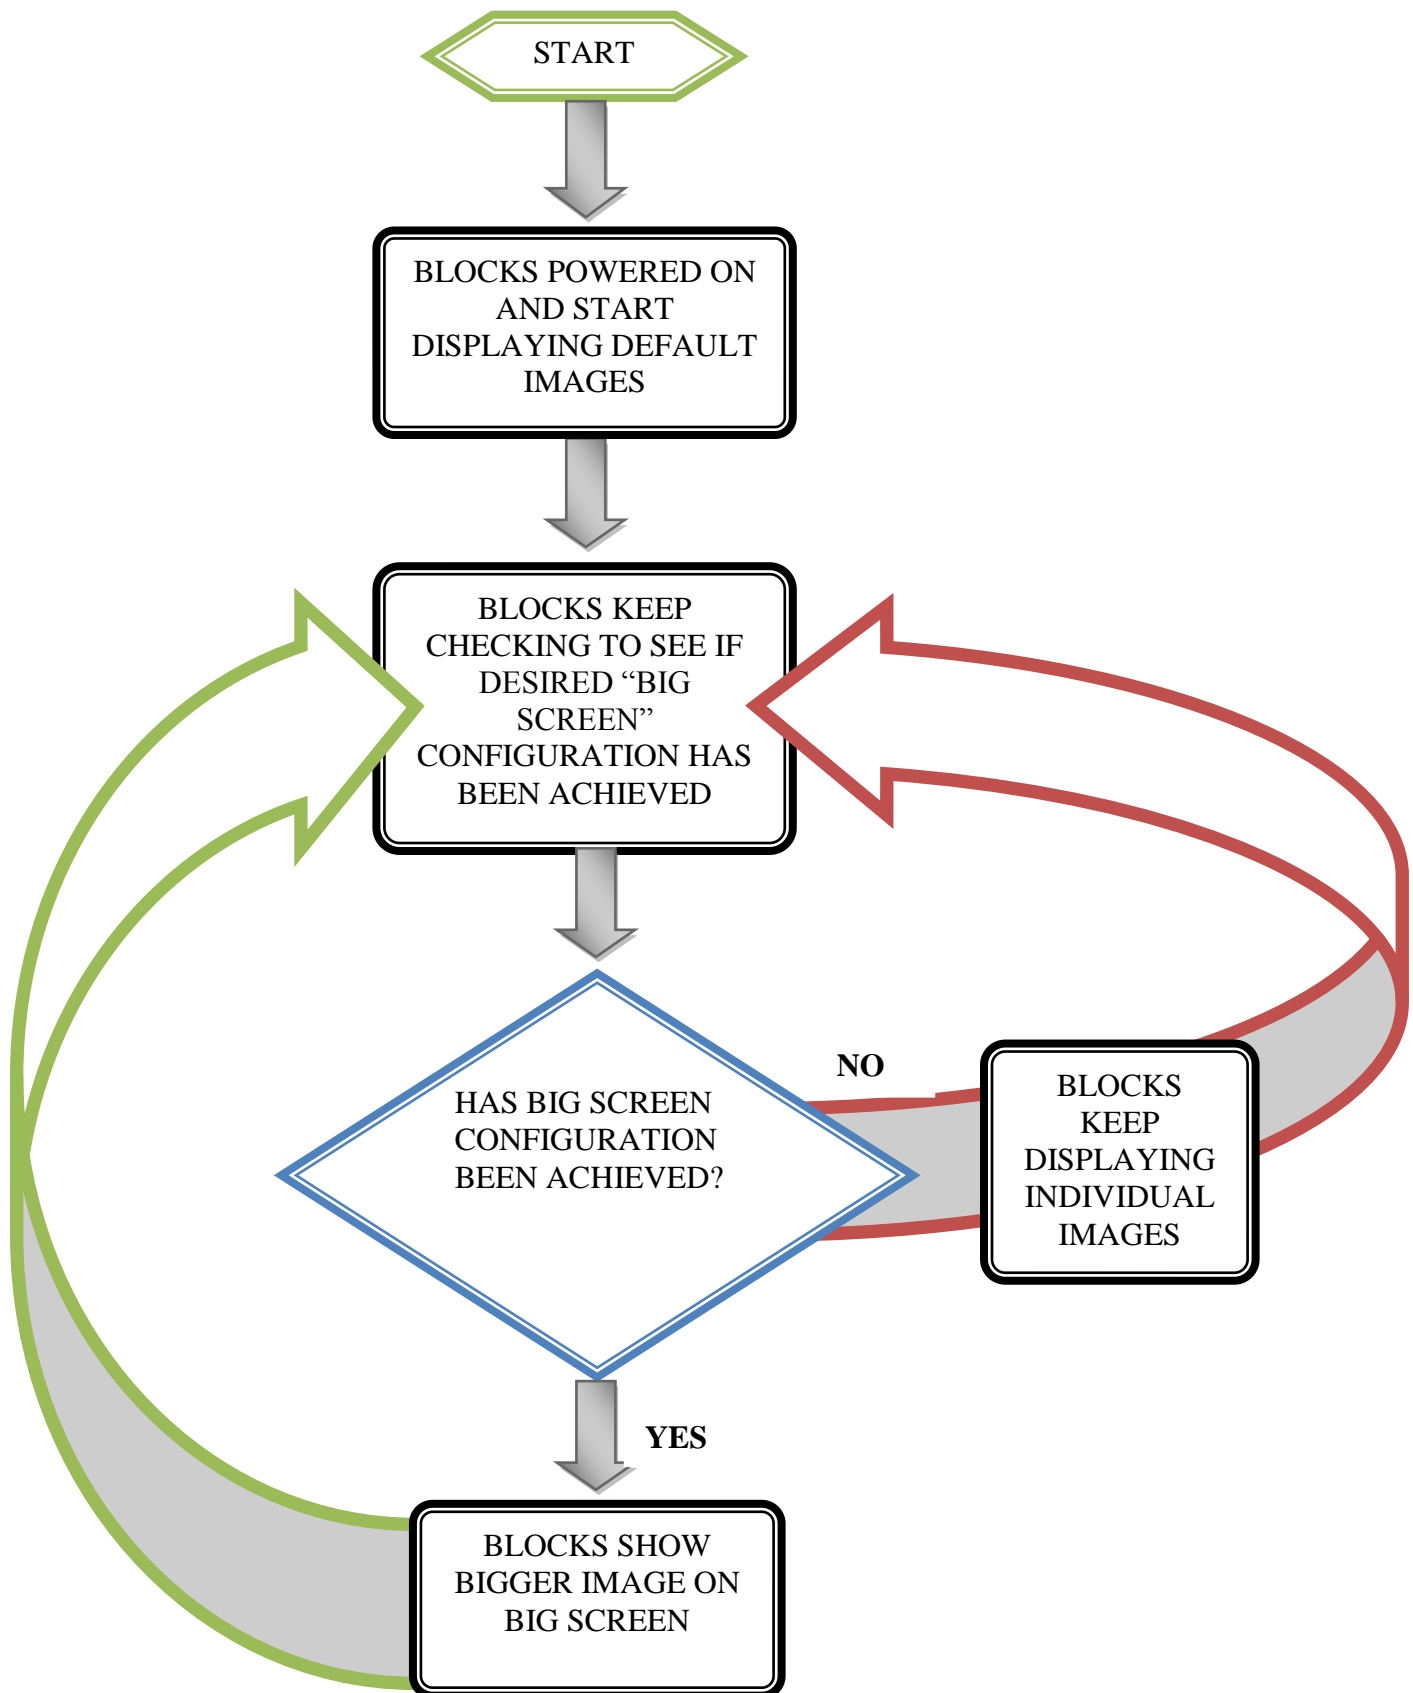 START
BLOCKS POWERED ON
AND START
DISPLAYING DEFAULT
IMAGES
BLOCKS KEEP
CHECKING TO SEE IF
DESIRED “BIG
SCREEN”
CONFIGURATION HAS
BEEN ACHIEVED
HAS BIG SCREEN
CONFIGURATION
BEEN ACHIEVED?
NO
BLOCKS
KEEP
DISPLAYING
INDIVIDUAL
IMAGES
YES
BLOCKS SHOW
BIGGER IMAGE ON
BIG SCREEN